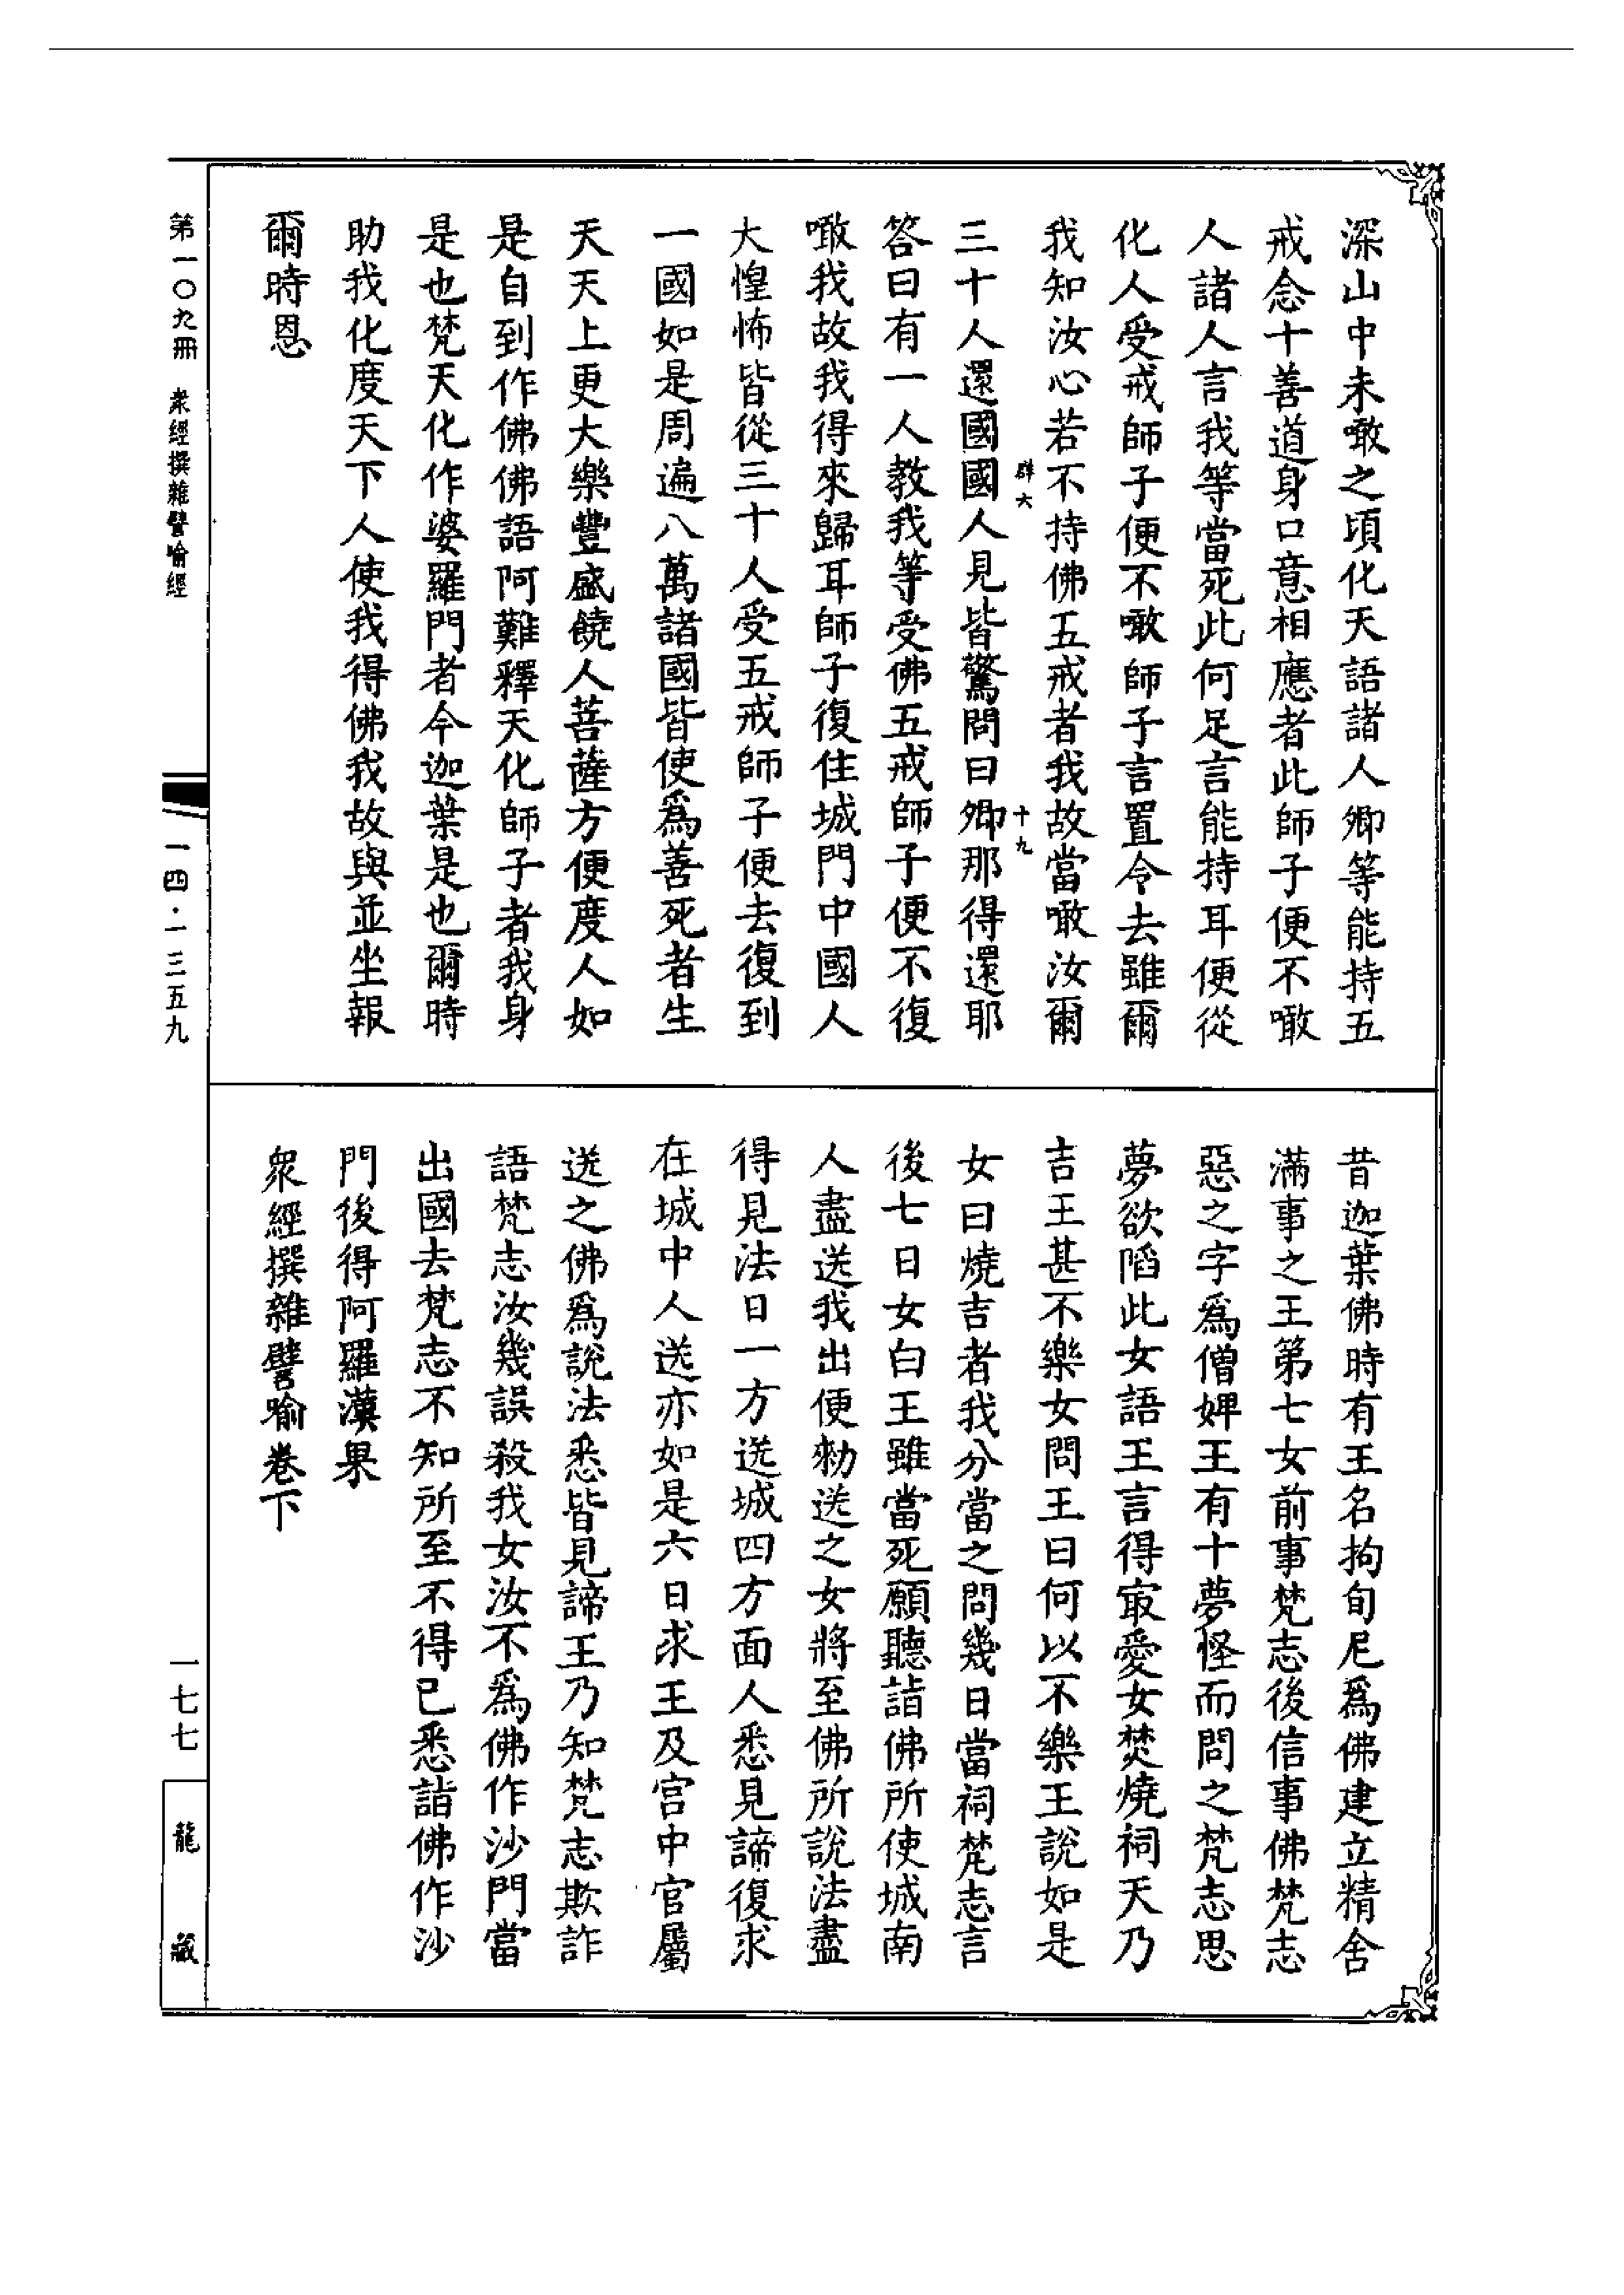 深山中未噉之頃化天語諸人卿等能持五
戒念十善道身口意相應者此師子便不噉
人諸人言我等當死此何足言能持耳便從
化人受戒師子便不噉師子言置令去雖爾
我知汝心若不持佛五戒者我故當噉汝爾
辟六
十九
三十人還國國人見皆驚問曰卿那得還耶
答曰有一人教我等受佛五戒師子便不復
噉我故我得來歸耳師子復住城門中國人
大惶怖皆從三十人受五戒師子便去復到
一國如是周遍八萬諸國皆使爲善死者生
天天上更大樂豐盛饒人菩薩方便度人如
是自到作佛佛語阿難釋天化師子者我身
是也梵天化作婆羅門者今迦葉是也爾時
助我化度天下人使我得佛我故與並坐報
爾時恩
昔迦葉佛時有王名拘旬尼爲佛建立精舍
滿事之王第七女前事梵志後信事佛梵志
惡之字爲僧婢王有十夢怪而問之梵志思
夢欲陷此女語王言得㝡愛女焚燒祠天乃
吉王甚不樂女問王曰何以不樂王說如是
女曰燒吉者我分當之問幾日當祠梵志言
後七日女白王雖當死願聽詣佛所使城南
人盡送我出便勑送之女將至佛所說法盡
得見法日一方送城四方面人悉見諦復求
在城中人送亦如是六日求王及宮中官屬
送之佛爲說法悉皆見諦王乃知梵志欺詐
語梵志汝幾誤殺我女汝不爲佛作沙門當
出國去梵志不知所至不得已悉詣佛作沙
門後得阿羅漢果
衆經撰雜譬喻卷下
第一〇九冊　衆經撰雜譬喻經
一四·一三五九
一七七
龍藏